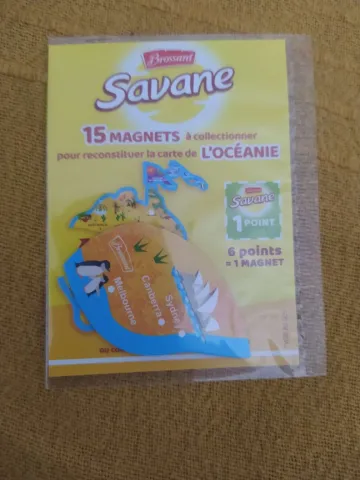 Brossard
Savane
15 MAGNETS à collectionner
pour reconstituer la carte de L'OCÉANIE
Brossard
Savane
1
POINT
6 points
= 1 MAGNET
Brossard
Melbourne
Canberra
Sydney